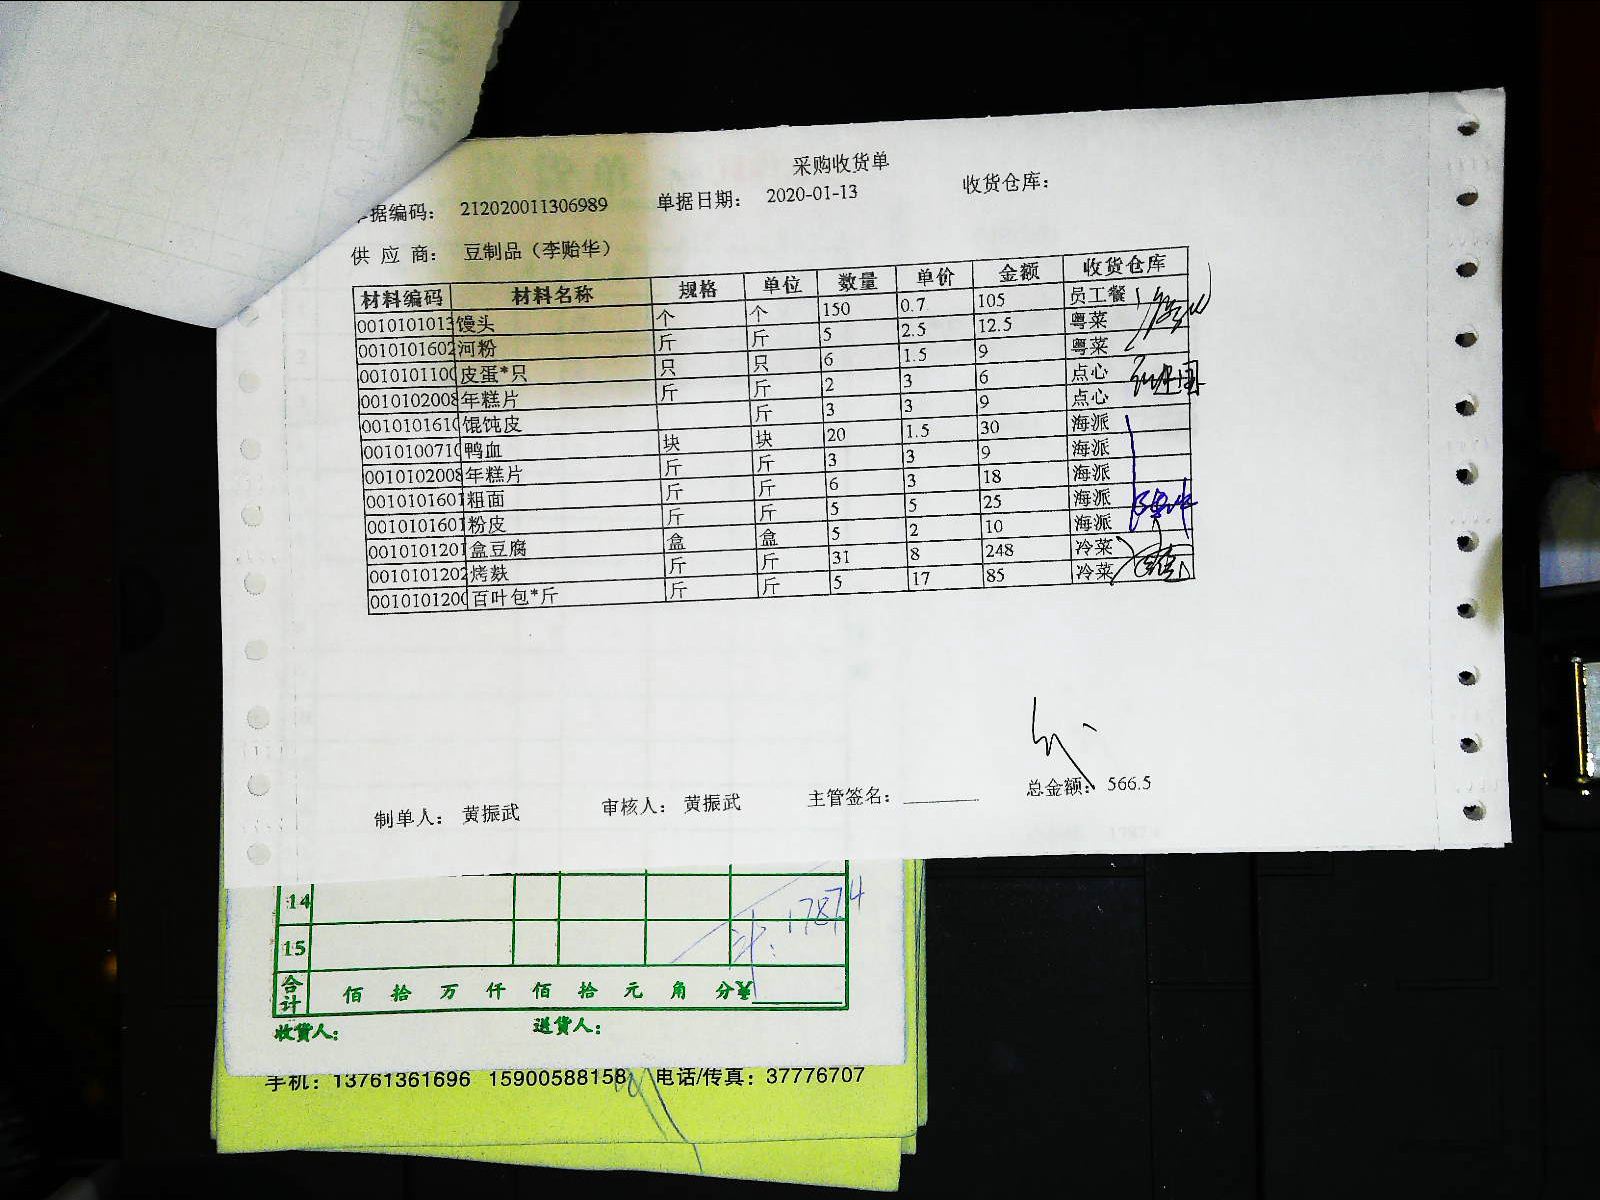 采购收货单
据编码： 212020011306989 单据日期： 2020-01-13 收货仓库：
供 应 商： 豆制品（李贻华）
材料编码 材料名称 规格 单位 数量 单价 金额 收货仓库
0010101013 馒头 个 个 150 0.7 105 员工餐
0010101602 河粉 斤 斤 5 2.5 12.5 粤菜
0010101100 皮蛋*只 只 只 6 1.5 9 粤菜
0010102008 年糕片 斤 斤 2 3 6 点心
0010101610 馄饨皮 斤 3 3 9 点心
0010100710 鸭血 块 块 20 1.5 30 海派
0010102008 年糕片 斤 斤 3 3 9 海派
0010101601 粗面 斤 斤 6 3 18 海派
0010101601 粉皮 斤 斤 5 5 25 海派
0010101201 盒豆腐 盒 盒 5 2 10 海派
0010101202 烤麸 斤 斤 31 8 248 冷菜
0010101200 百叶包*斤 斤 斤 5 17 85 冷菜
制单人： 黄振武 审核人： 黄振武 主管签名： 总金额： 566.5
14
15
计: 1787.4
合计 佰 拾 万 仟 佰 拾 元 角 分¥
收货人: 送货人:
手机：13761361696 15900588158 电话/传真：37776707